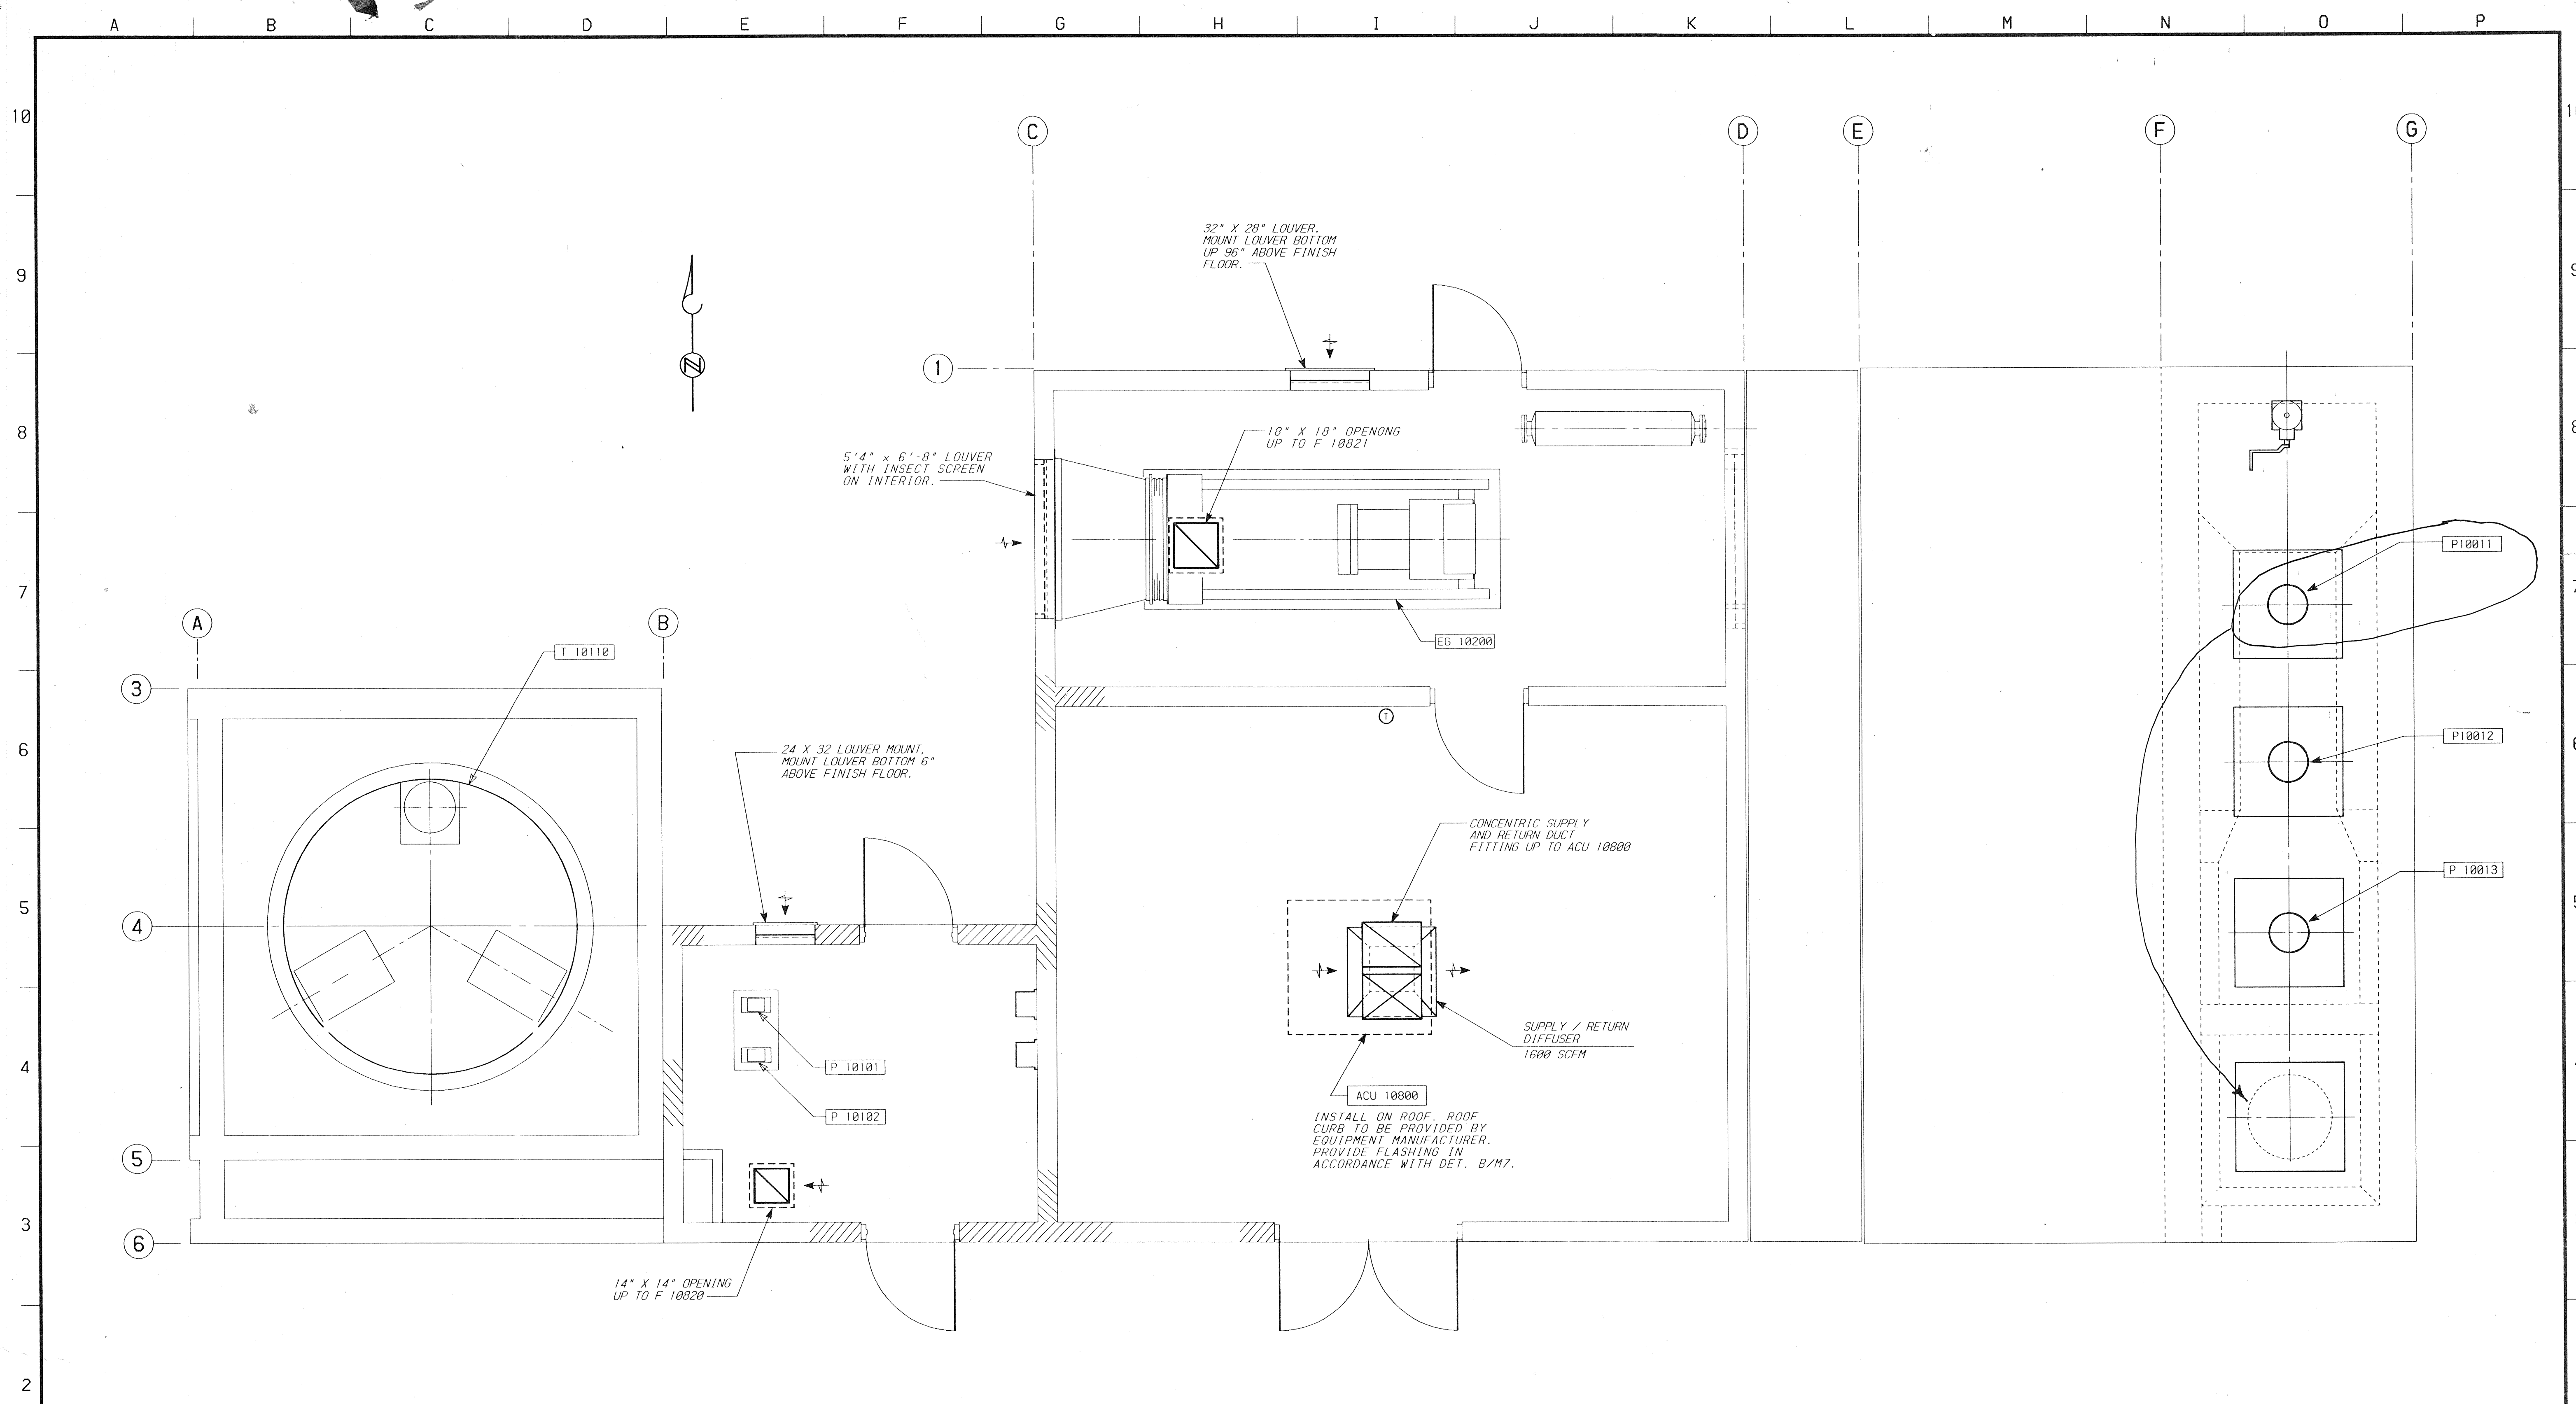 A B C D E F G H I J K L M N O P
10
C D E F G
32" X 28" LOUVER.
MOUNT LOUVER BOTTOM
UP 96" ABOVE FINISH
FLOOR.
9
N
1
8
18" X 18" OPENONG
UP TO F 10821
5'4" x 6'-8" LOUVER
WITH INSECT SCREEN
ON INTERIOR.
P10011
7
A B
EG 10200
T 10110
3
T
6
P10012
24 X 32 LOUVER MOUNT,
MOUNT LOUVER BOTTOM 6"
ABOVE FINISH FLOOR.
CONCENTRIC SUPPLY
AND RETURN DUCT
FITTING UP TO ACU 10800
P 10013
5
4
SUPPLY / RETURN
DIFFUSER
1600 SCFM
4
P 10101
P 10102
ACU 10800
INSTALL ON ROOF. ROOF
CURB TO BE PROVIDED BY
EQUIPMENT MANUFACTURER.
PROVIDE FLASHING IN
ACCORDANCE WITH DET. B/M7.
5
3
6
14" X 14" OPENING
UP TO F 10820
2